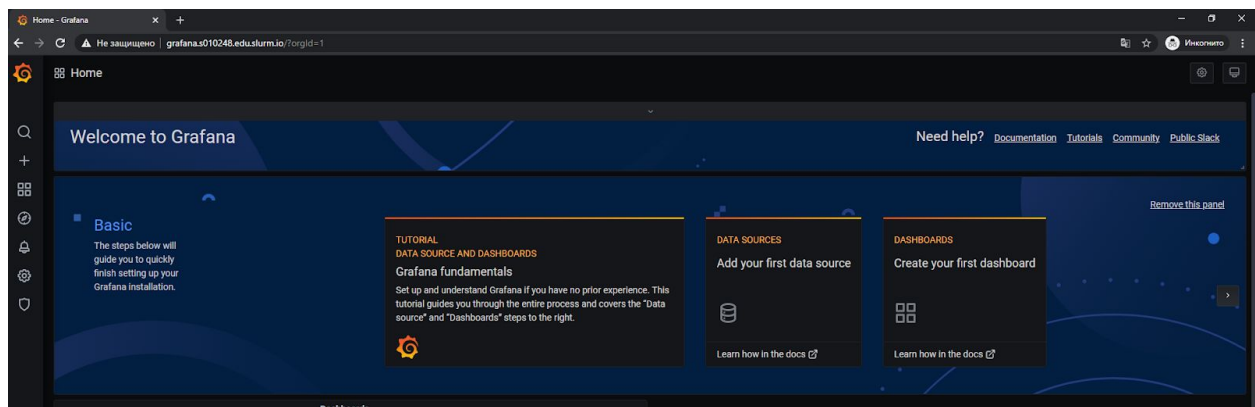 Home - Grafana
Не защищено grafana.s010248.edu.slurm.io/?orgId=1
Инкогнито
Home
Welcome to Grafana
Need help? Documentation Tutorials Community Public Slack
Remove this panel
Basic
The steps below will
guide you to quickly
finish setting up your
Grafana installation.
TUTORIAL
DATA SOURCE AND DASHBOARDS
Grafana fundamentals
Set up and understand Grafana if you have no prior experience. This
tutorial guides you through the entire process and covers the "Data
source" and "Dashboards" steps to the right.
DATA SOURCES
Add your first data source
Learn how in the docs
DASHBOARDS
Create your first dashboard
Learn how in the docs